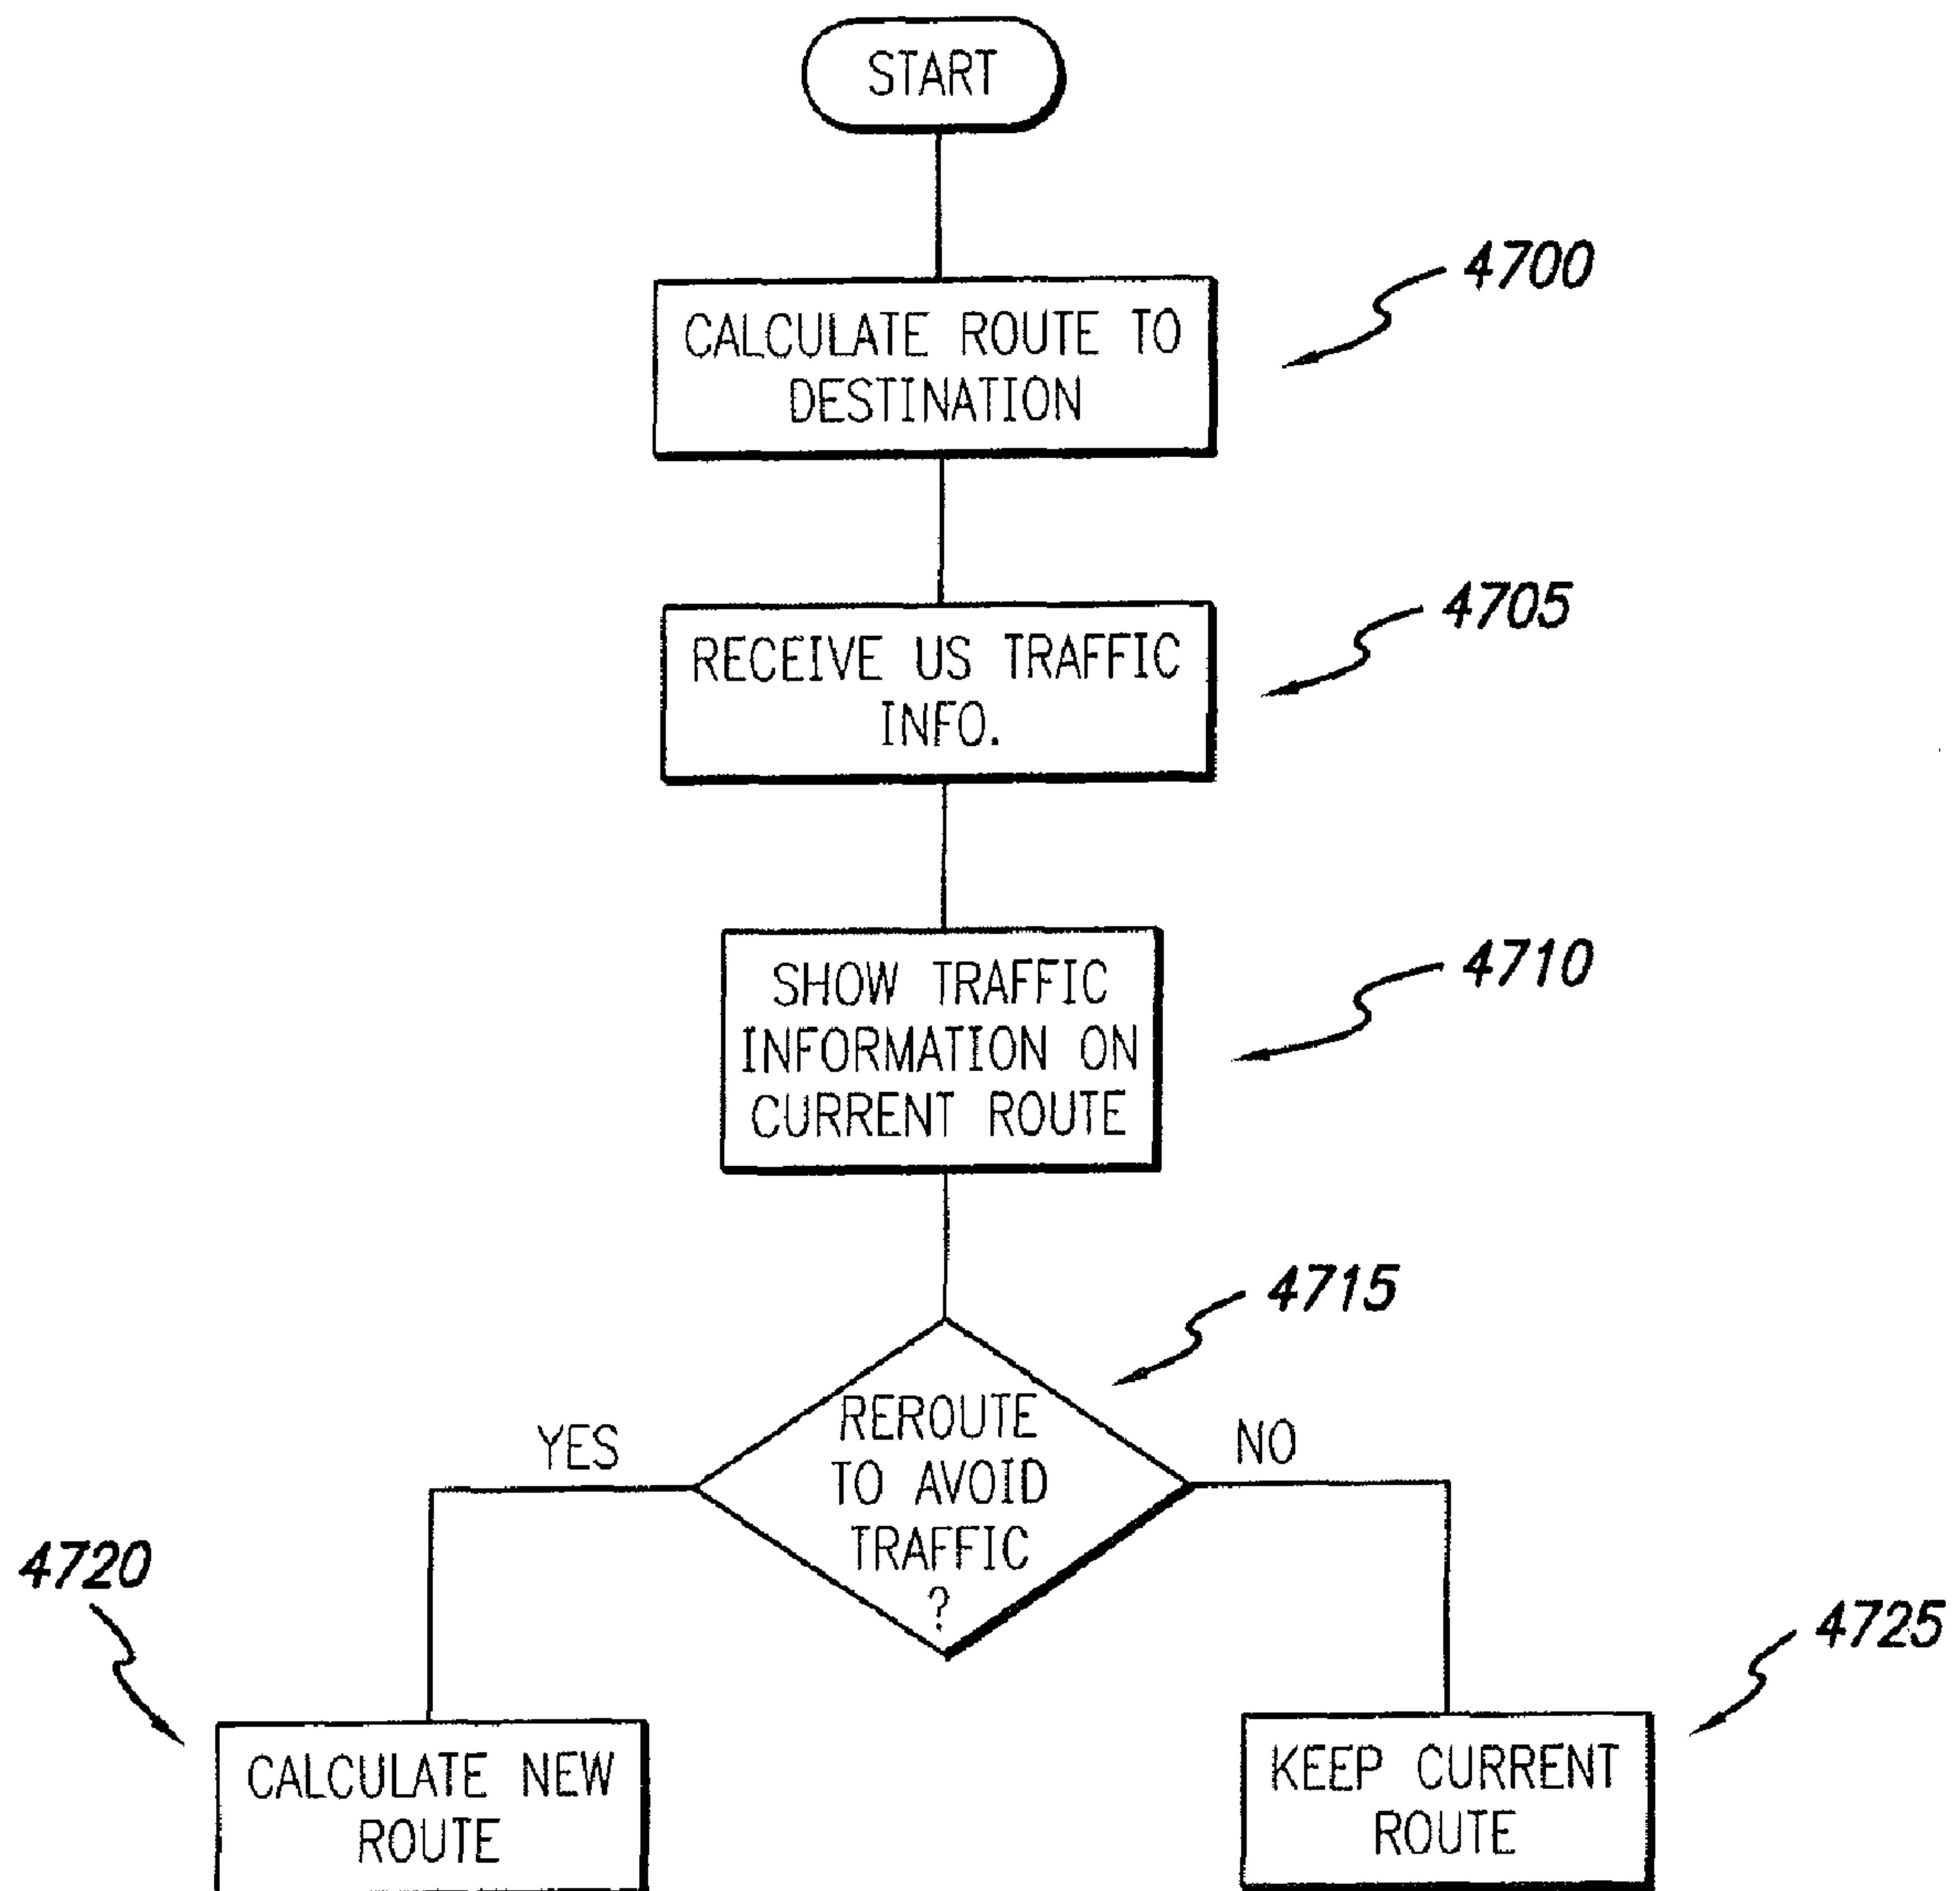 START
4700
CALCULATE ROUTE TO
DESTINATION
4705
RECEIVE US TRAFFIC
INFO.
4710
SHOW TRAFFIC
INFORMATION ON
CURRENT ROUTE
4715
REROUTE
TO AVOID
TRAFFIC
?
YES
NO
4720
4725
CALCULATE NEW
ROUTE
KEEP CURRENT
ROUTE